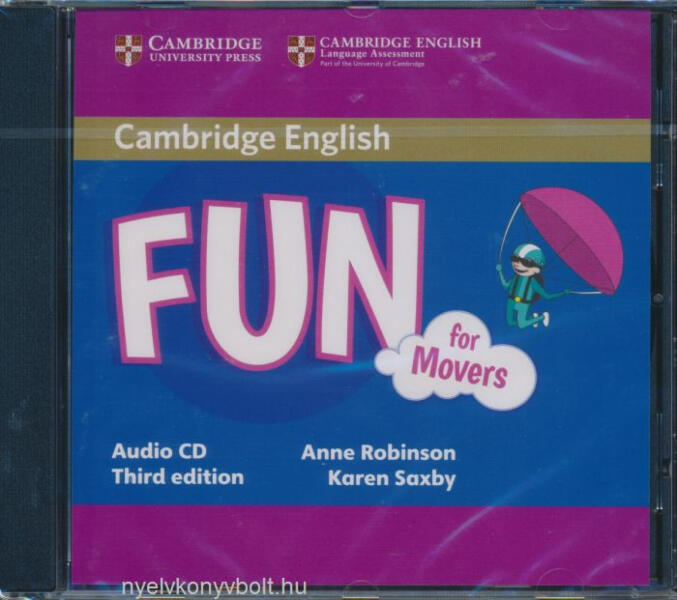 CAMBRIDGE
UNIVERSITY PRESS
CAMBRIDGE ENGLISH
Language Assessment
Part of the University of Cambridge
Cambridge English
FUN
for
Movers
Audio CD
Third edition
Anne Robinson
Karen Saxby
nyelvkonyvbolt.hu